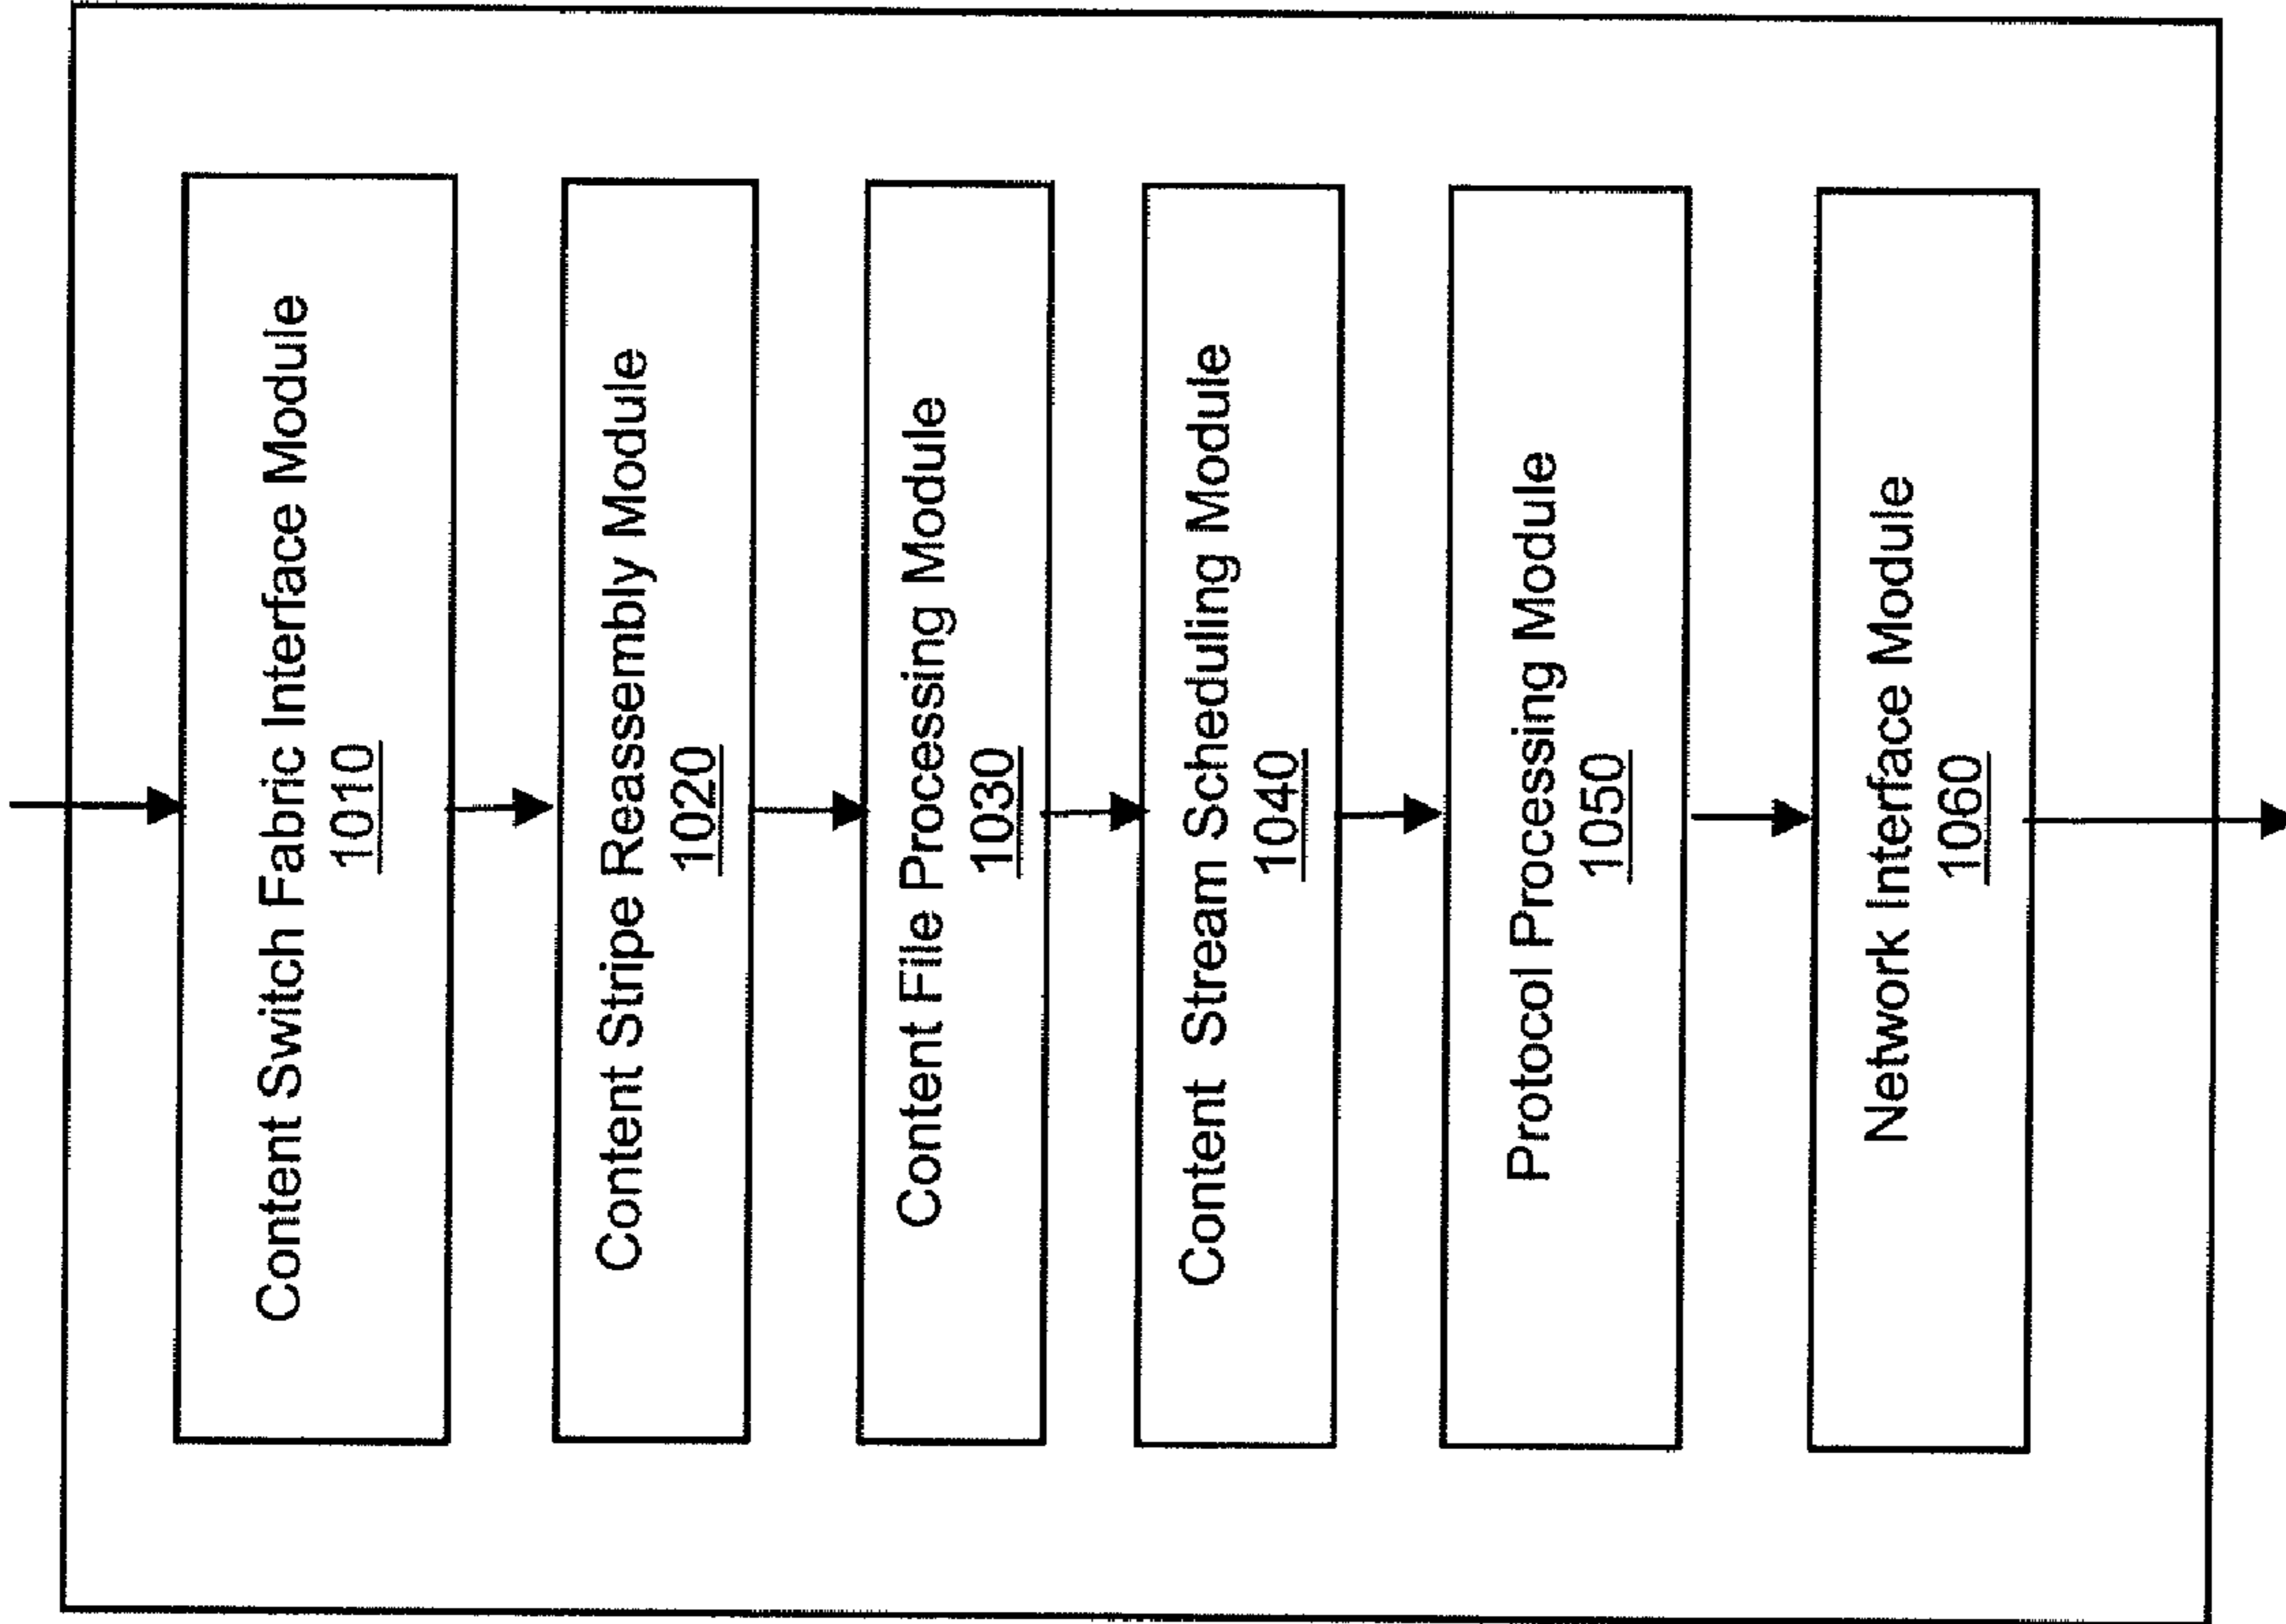 Content Switch Fabric Interface Module
1010
Content Stripe Reassembly Module
1020
Content File Processing Module
1030
Content Stream Scheduling Module
1040
Protocol Processing Module
1050
Network Interface Module
1060